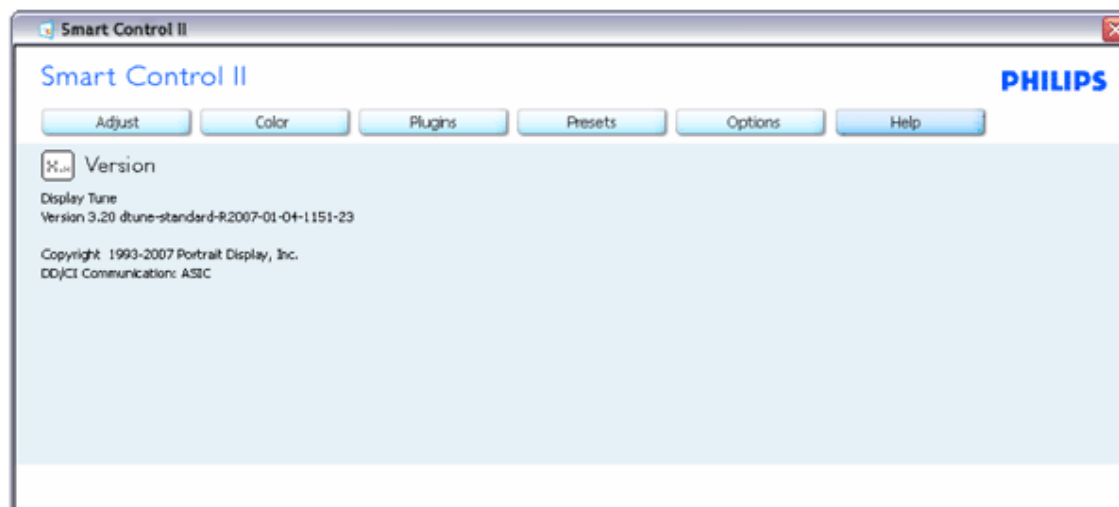 Smart Control II
Smart Control II
PHILIPS
Adjust Color Plugins Presets Options Help
Version
Display Tune
Version 3.20 dtune-standard-R2007-01-04-1151-23
Copyright 1993-2007 Portrait Display, Inc.
DD/CI Communication: ASIC